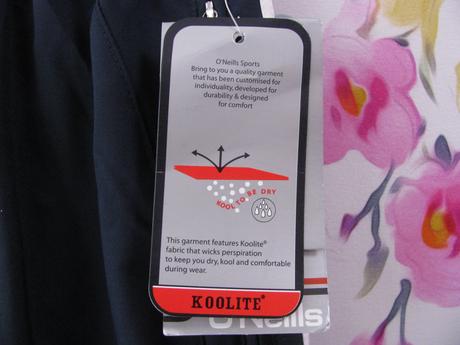 O'Neills Sports
Bring to you a quality garment
that has been customised for
individuality, developed for
durability & designed
for comfort
KOOL TO BE DRY
This garment features Koolite®
fabric that wicks perspiration
to keep you dry, kool and comfortable
during wear.
KOOLITE®
O'Neills